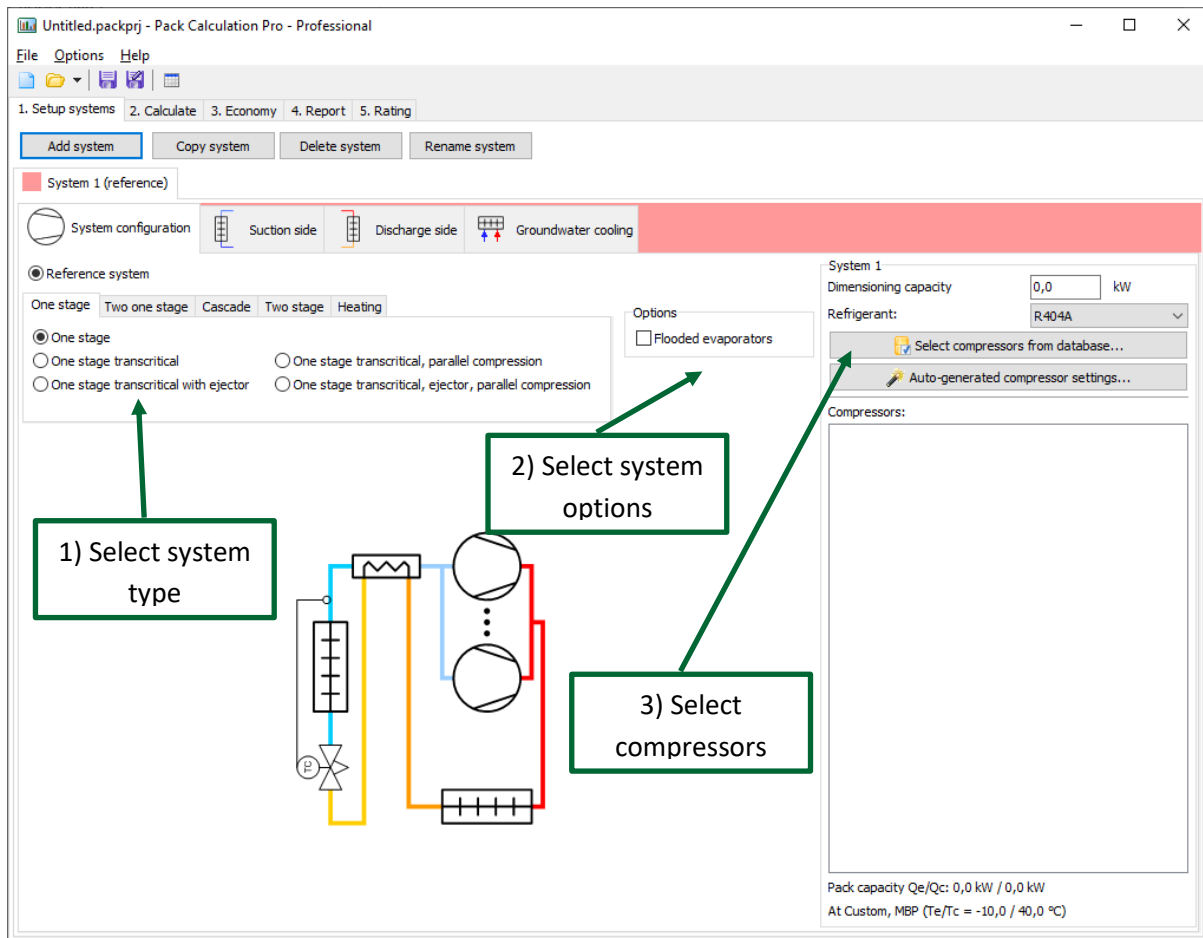 Untitled.packprj - Pack Calculation Pro - Professional
File Options Help
1. Setup systems 2. Calculate 3. Economy 4. Report 5. Rating
Add system Copy system Delete system Rename system
System 1 (reference)
System configuration Suction side Discharge side Groundwater cooling
Reference system
One stage Two one stage Cascade Two stage Heating
One stage
One stage transcritical One stage transcritical, parallel compression
One stage transcritical with ejector One stage transcritical, ejector, parallel compression
Options
Flooded evaporators
System 1
Dimensioning capacity 0,0 kW
Refrigerant: R404A
Select compressors from database...
Auto-generated compressor settings...
Compressors:
1) Select system
type
2) Select system
options
3) Select
compressors
TC
Pack capacity Qe/Qc: 0,0 kW / 0,0 kW
At Custom, MBP (Te/Tc = -10,0 / 40,0 °C)